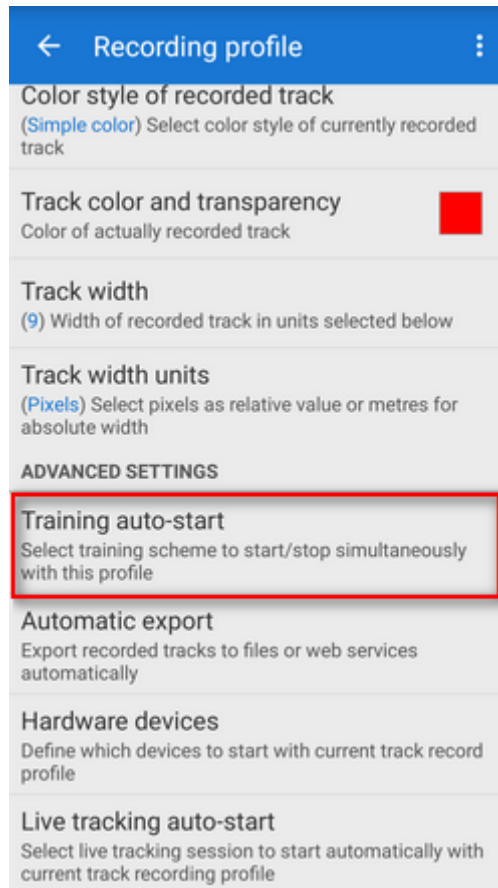 Recording profile
Color style of recorded track
(Simple color) Select color style of currently recorded
track
Track color and transparency
Color of actually recorded track
Track width
(9) Width of recorded track in units selected below
Track width units
(Pixels) Select pixels as relative value or metres for
absolute width
ADVANCED SETTINGS
Training auto-start
Select training scheme to start/stop simultaneously
with this profile
Automatic export
Export recorded tracks to files or web services
automatically
Hardware devices
Define which devices to start with current track record
profile
Live tracking auto-start
Select live tracking session to start automatically with
current track recording profile